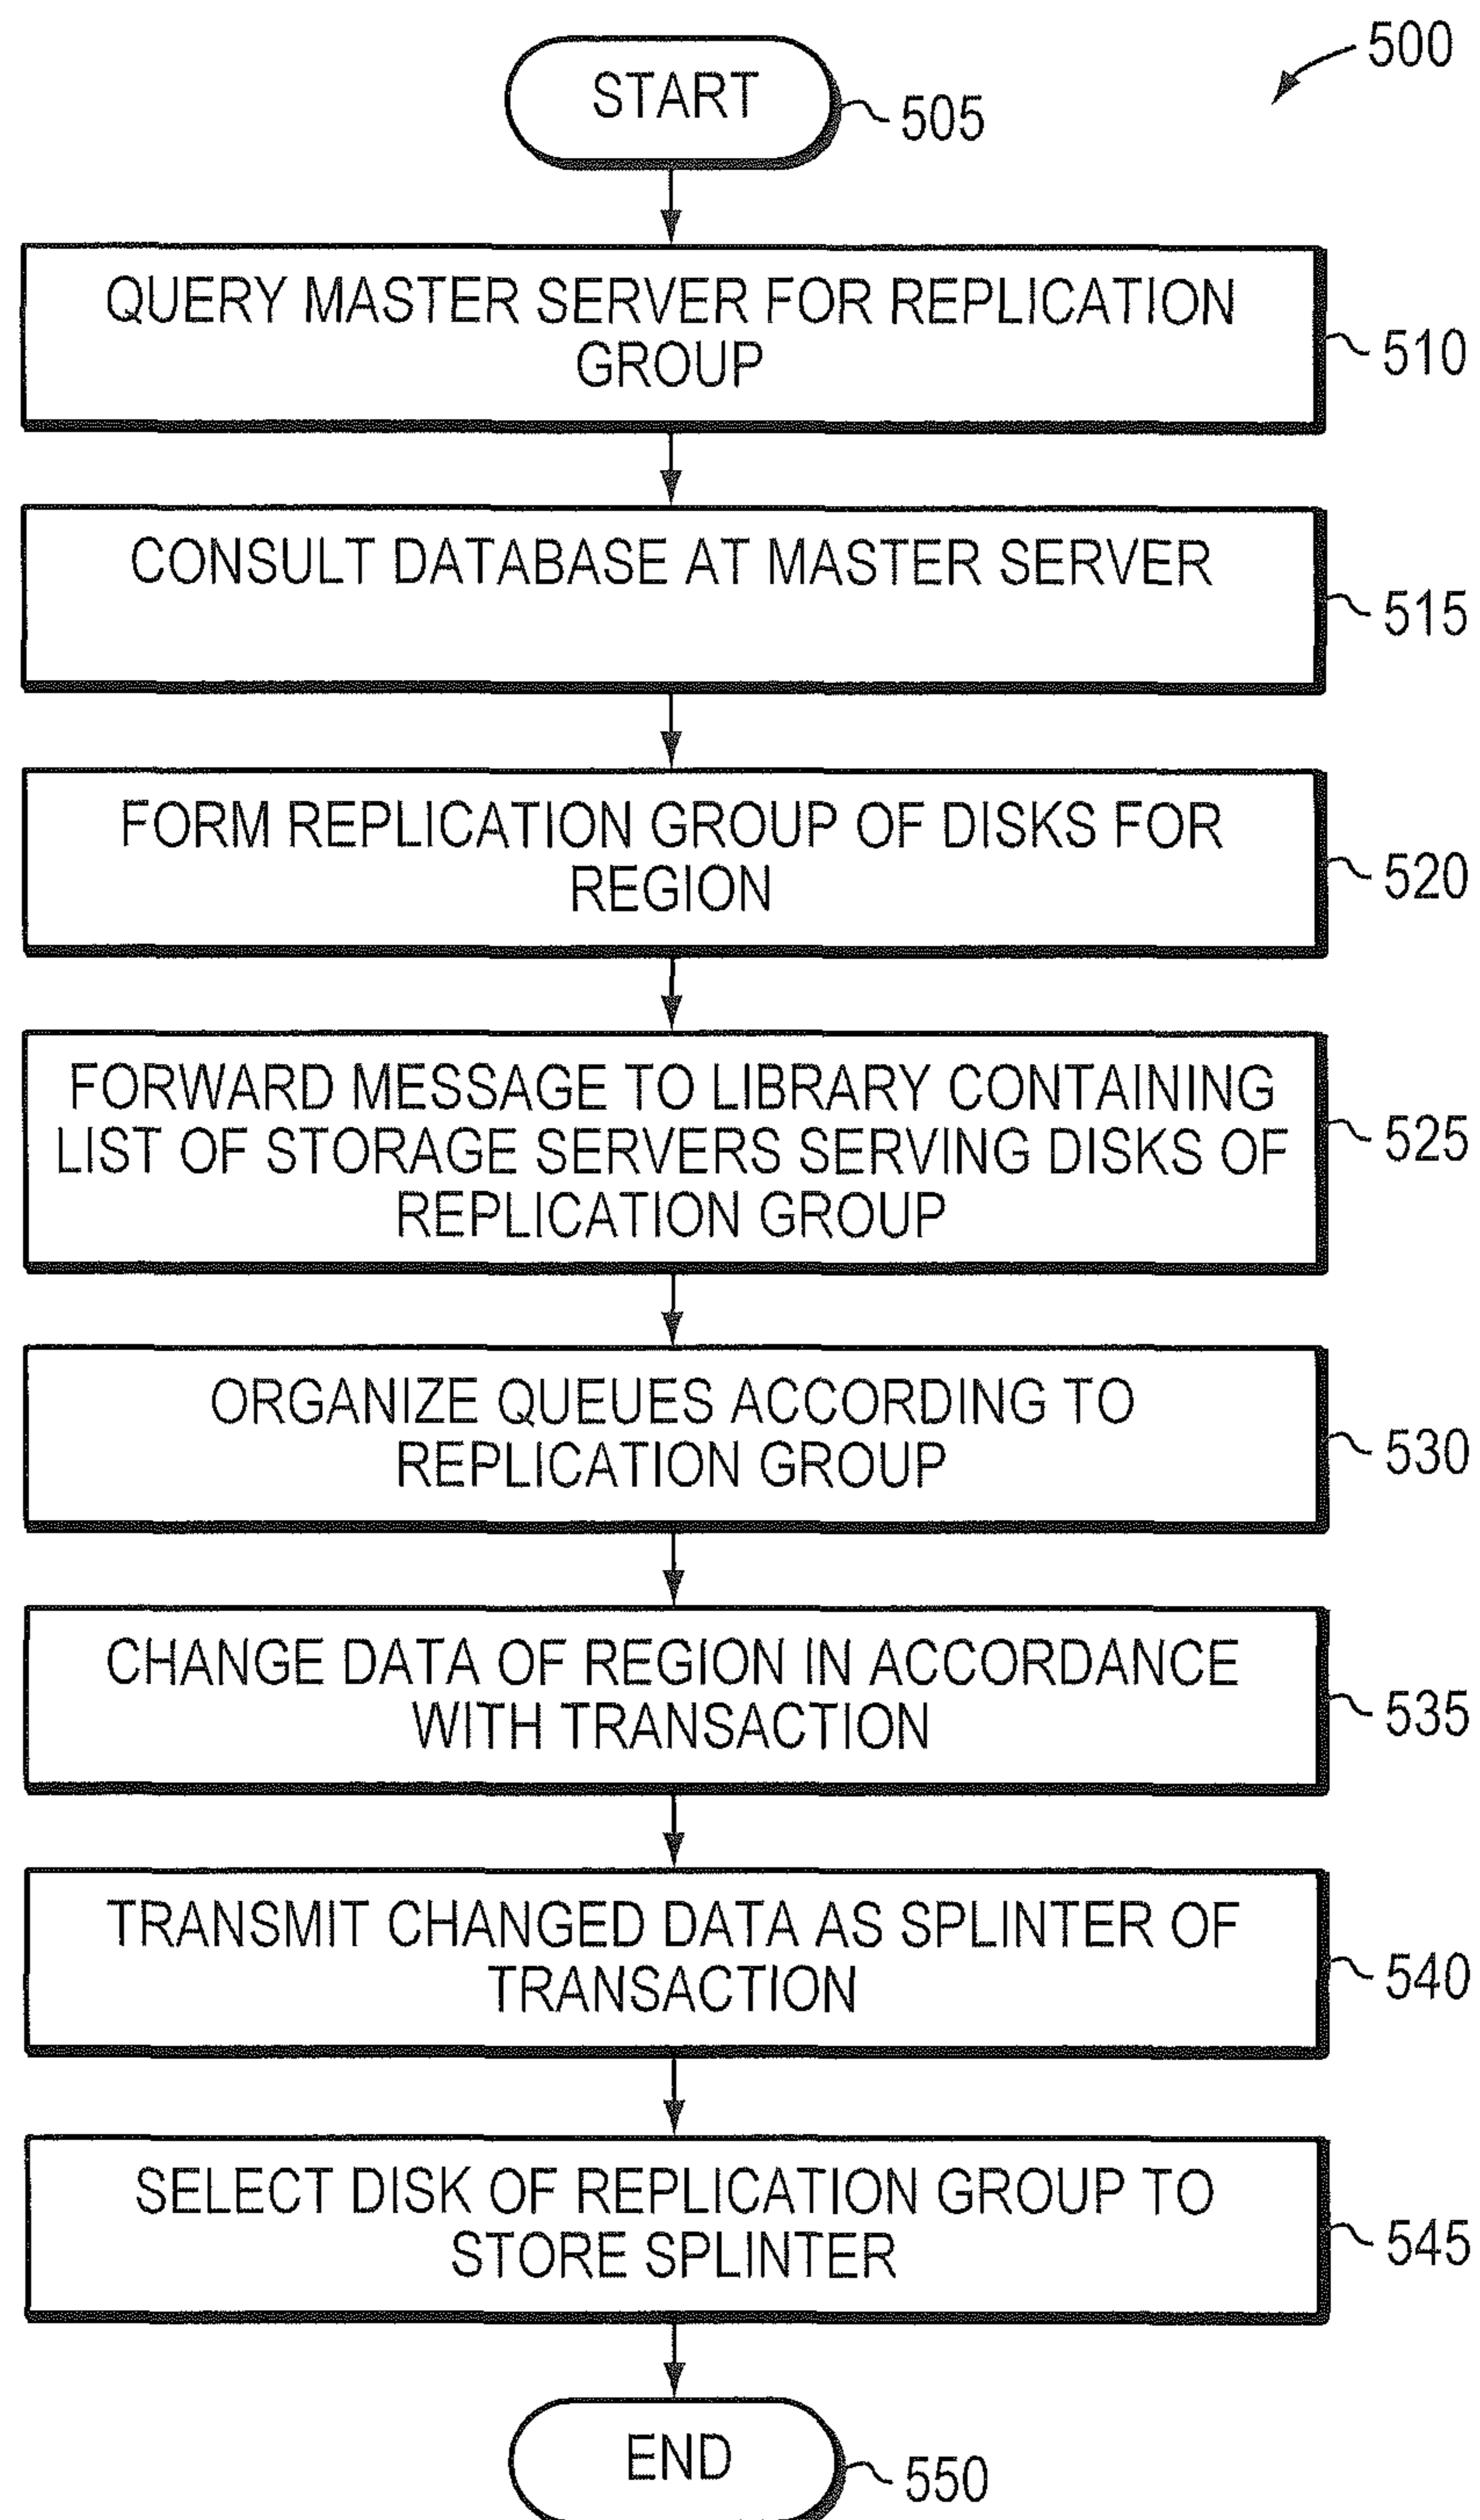 500
START
505
QUERY MASTER SERVER FOR REPLICATION
GROUP
510
CONSULT DATABASE AT MASTER SERVER
515
FORM REPLICATION GROUP OF DISKS FOR
REGION
520
FORWARD MESSAGE TO LIBRARY CONTAINING
LIST OF STORAGE SERVERS SERVING DISKS OF
REPLICATION GROUP
525
ORGANIZE QUEUES ACCORDING TO
REPLICATION GROUP
530
CHANGE DATA OF REGION IN ACCORDANCE
WITH TRANSACTION
535
TRANSMIT CHANGED DATA AS SPLINTER OF
TRANSACTION
540
SELECT DISK OF REPLICATION GROUP TO
STORE SPLINTER
545
END
550